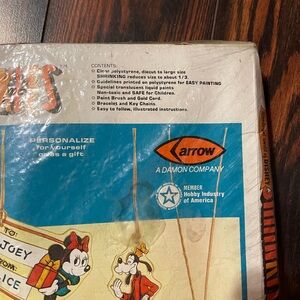 CONTENTS:
o Clear polystyrene, diecut to large size
SHRINKING reduces size to about 1/3.
o Guidelines printed on polystyrene for EASY PAINTING
o Special translucent liquid paints
Non-toxic and SAFE for Children.
o Paint Brush and Gold Cord.
o Bracelet and Key Chains.
o Easy to follow, illustrated instructions.
PERSONALIZE
for yourself
or as a gift
arrow
A DAMON COMPANY
MEMBER
Hobby Industry
of America
TO:
JOEY
FROM:
ALICE